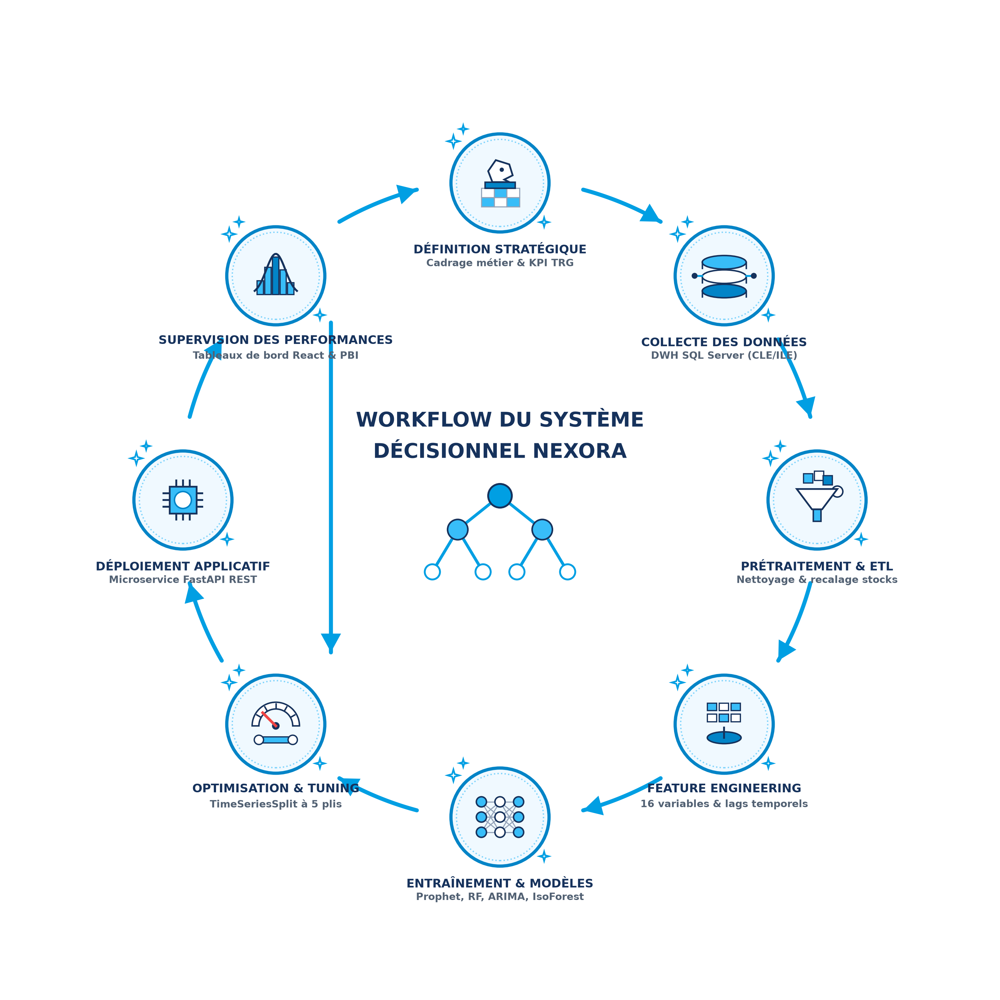 DÉFINITION STRATÉGIQUE
Cadrage métier & KPI TRG
SUPERVISION DES PERFORMANCES
Tableaux de bord React & PBI
COLLECTE DES DONNÉES
DWH SQL Server (CLE/ILE)
WORKFLOW DU SYSTÈME
DÉCISIONNEL NEXORA
DÉPLOIEMENT APPLICATIF
Microservice FastAPI REST
PRÉTRAITEMENT & ETL
Nettoyage & recalage stocks
OPTIMISATION & TUNING
TimeSeriesSplit à 5 plis
FEATURE ENGINEERING
16 variables & lags temporels
ENTRAÎNEMENT & MODÈLES
Prophet, RF, ARIMA, IsoForest